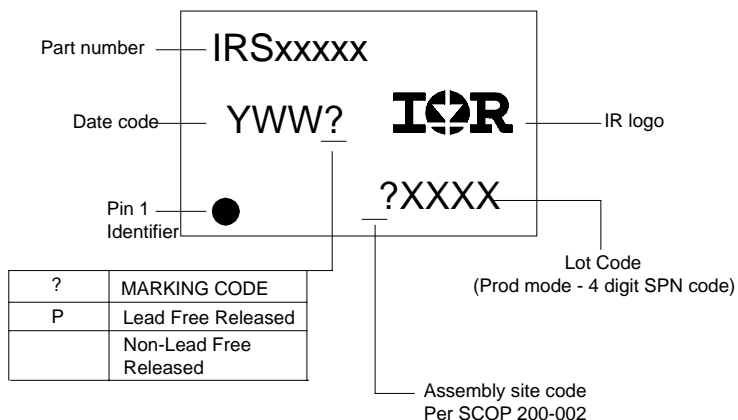 Part number
IRSxxxxx
Date code
YWW?
IOR
IR logo
?XXXX
Pin 1
Identifier
Lot Code
(Prod mode - 4 digit SPN code)
? MARKING CODE
P Lead Free Released
Non-Lead Free
Released
Assembly site code
Per SCOP 200-002